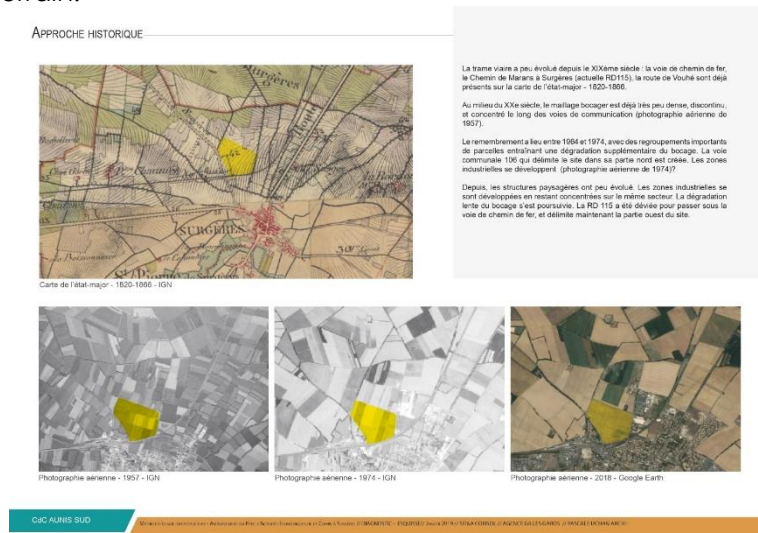 APPROCHE HISTORIQUE
La trame viaire a peu évolué depuis le XIXème siècle : la voie de chemin de fer,
le Chemin de Marans à Surgères (actuelle RD115), la route de Vouhé sont déjà
présents sur la carte de l'état-major - 1820-1866.
Au milieu du XXe siècle, le maillage bocager est déjà très peu dense, discontinu,
et concentré le long des voies de communication (photographie aérienne de
1957).
Le remembrement a lieu entre 1964 et 1974, avec des regroupements importants
de parcelles entraînant une dégradation supplémentaire du bocage. La voie
communale 106 qui délimite le site dans sa partie nord est créée. Les zones
industrielles se développent (photographie aérienne de 1974)?
Depuis, les structures paysagères ont peu évolué. Les zones industrielles se
sont développées en restant concentrées sur le même secteur. La dégradation
lente du bocage s'est poursuivie. La RD 115 a été déviée pour passer sous la
voie de chemin de fer, et délimite maintenant la partie ouest du site.
Surgères
SURGÈRES
Carte de l'état-major - 1820-1866 - IGN
Photographie aérienne - 1957 - IGN
Photographie aérienne - 1974 - IGN
Photographie aérienne - 2018 - Google Earth
CdC AUNIS SUD